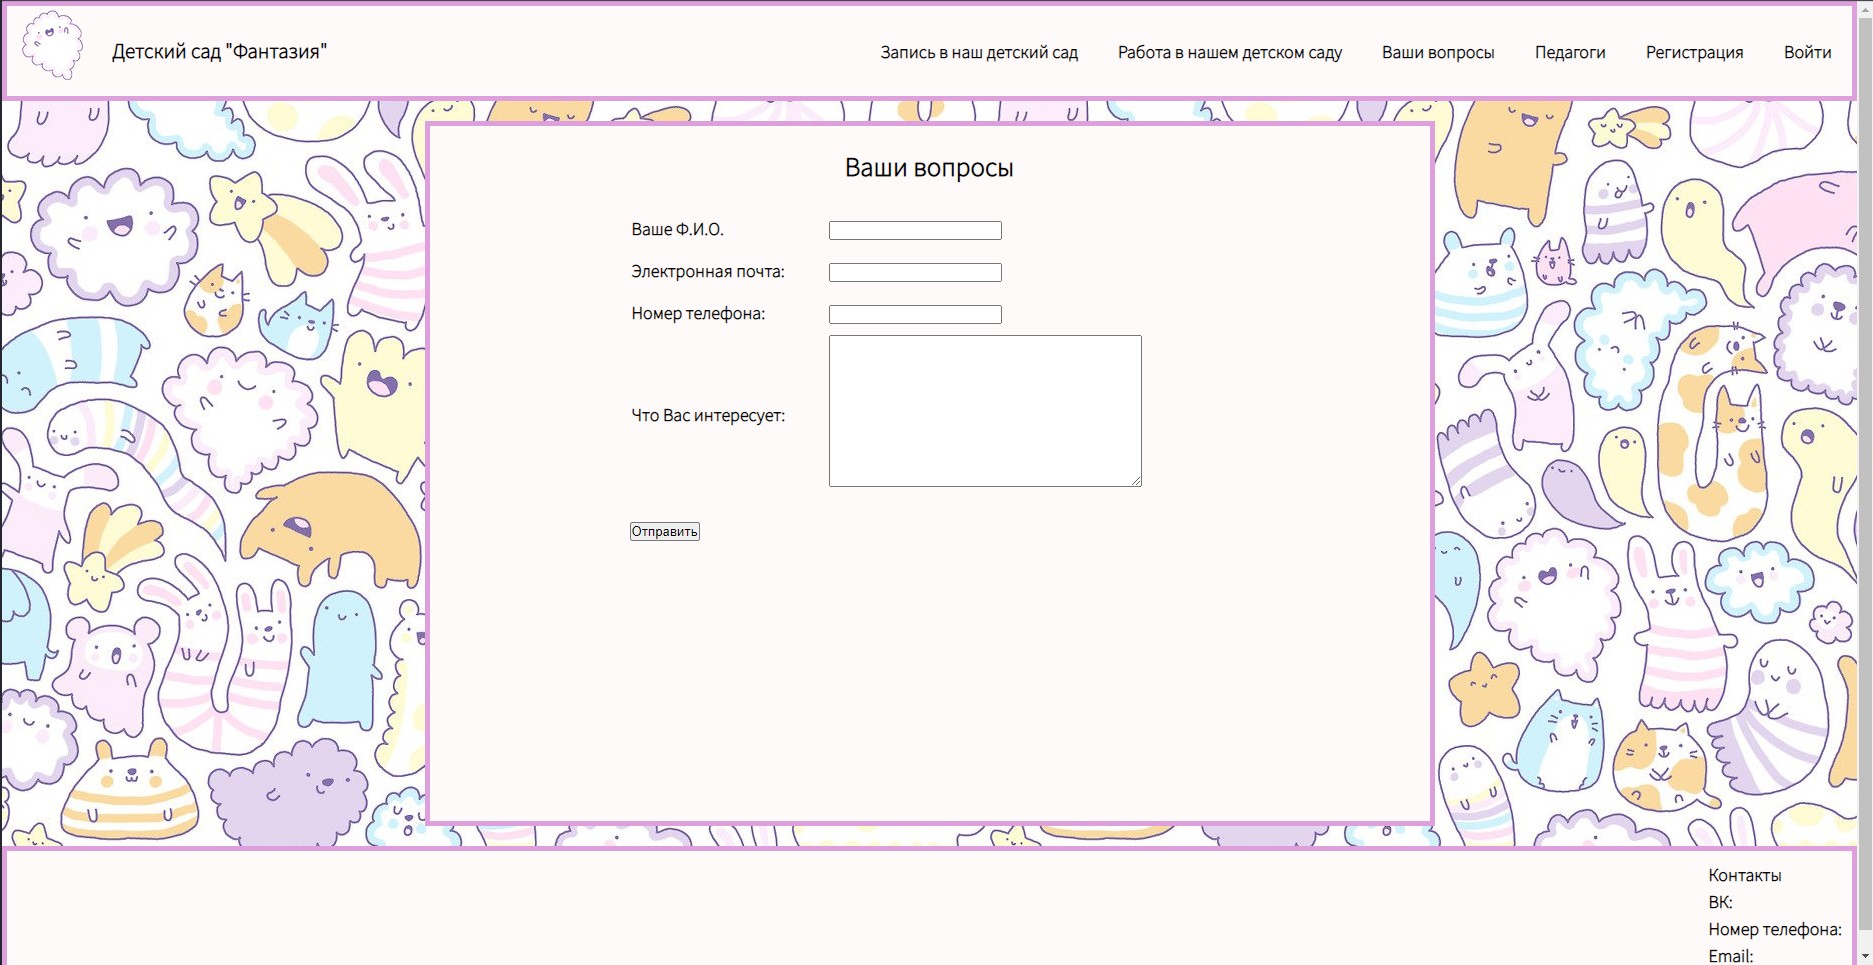 Детский сад "Фантазия"
Запись в наш детский сад
Работа в нашем детском саду
Ваши вопросы
Педагоги
Регистрация
Войти
Ваши вопросы
Ваше Ф.И.О.
Электронная почта:
Номер телефона:
Что Вас интересует:
Отправить
Контакты
ВК:
Номер телефона:
Email: